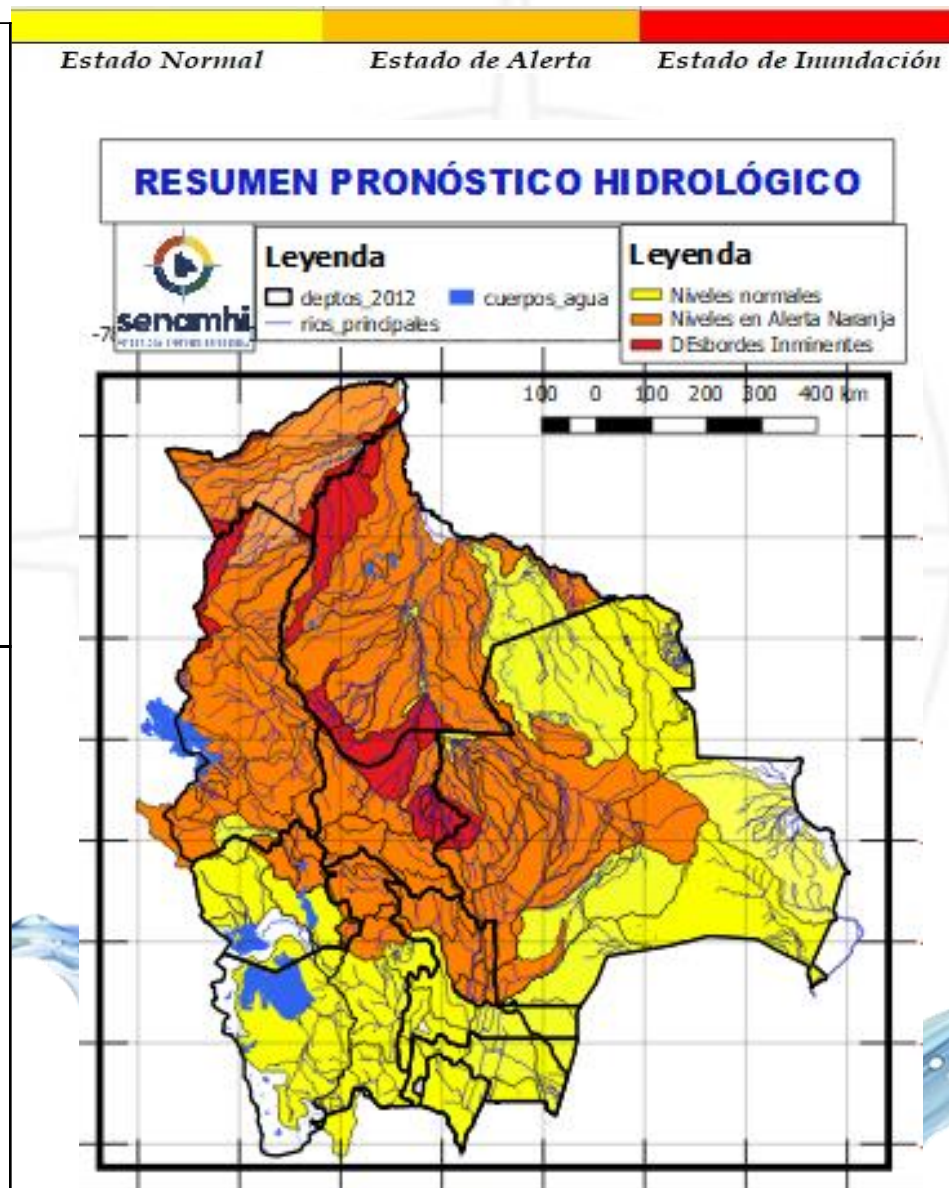 Estado Normal Estado de Alerta Estado de Inundación
RESUMEN PRONÓSTICO HIDROLÓGICO
senamhi
Leyenda
deptos_2012 cuerpos_agua
rios_principales
Leyenda
Niveles normales
Niveles en Alerta Naranja
DEsbordes Inminentes
100 0 100 200 300 400 km